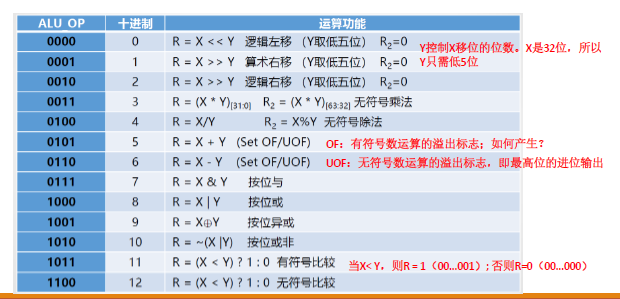 ALU OP 十进制 运算功能
0000 0 R = X << Y 逻辑左移 (Y取低五位) R2=0
0001 1 R = X >> Y 算术右移 (Y取低五位) R2=0
0010 2 R = X >> Y 逻辑右移 (Y取低五位) R2=0
Y控制X移位的位数。X是32位，所以
Y只需低5位
0011 3 R = (X * Y)[31:0] R2 = (X * Y)[63:32] 无符号乘法
0100 4 R = X/Y R2 = X%Y 无符号除法
0101 5 R = X + Y (Set OF/UOF) OF：有符号数运算的溢出标志；如何产生？
0110 6 R = X - Y (Set OF/UOF) UOF：无符号数运算的溢出标志，即最高位的进位输出
0111 7 R = X & Y 按位与
1000 8 R = X | Y 按位或
1001 9 R = X⊕Y 按位异或
1010 10 R = ~(X |Y) 按位或非
1011 11 R = (X < Y) ? 1 : 0 有符号比较 当X< Y，则R = 1（00...001）；否则R=0（00...000）
1100 12 R = (X < Y) ? 1 : 0 无符号比较